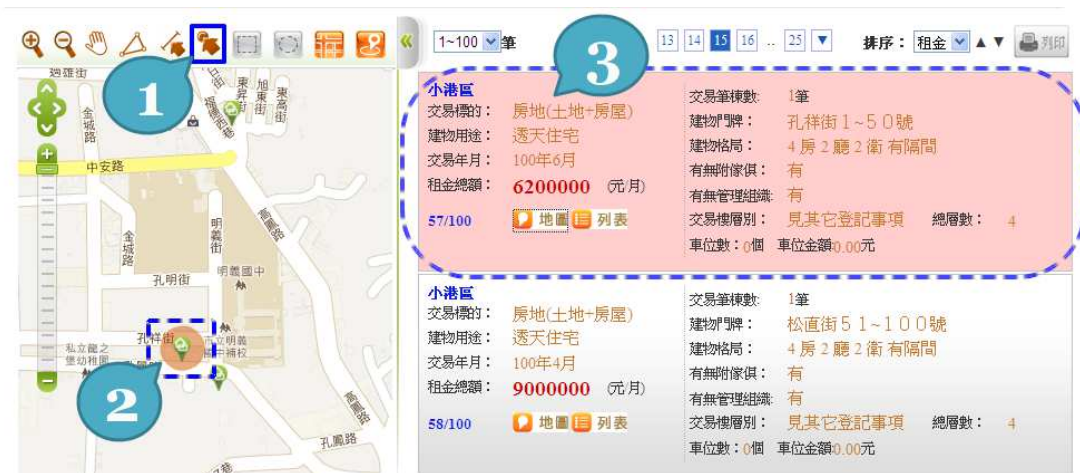 1~100 筆
13 14 15 16 .. 25 ▼
排序： 租金 ▲ ▼ 列印
1
2
3
小港區
交易標的： 房地(土地+房屋)
建物用途： 透天住宅
交易年月： 100年6月
租金總額： 6200000 (元/月)
57/100 地圖 列表
交易筆棟數: 1筆
建物門牌： 孔祥街１~５０號
建物格局： 4房2廳2衛 有隔間
有無附傢俱： 有
有無管理組織: 有
交易樓層別： 見其它登記事項 總層數： 4
車位數：0個 車位金額:0.00元
小港區
交易標的： 房地(土地+房屋)
建物用途： 透天住宅
交易年月： 100年4月
租金總額： 9000000 (元/月)
58/100 地圖 列表
交易筆棟數: 1筆
建物門牌： 松直街５１~１００號
建物格局： 4房2廳2衛 有隔間
有無附傢俱： 有
有無管理組織: 有
交易樓層別： 見其它登記事項 總層數： 4
車位數：0個 車位金額:0.00元
東昇街
旭東街
東高街
金城路
中安路
高鳳路
明義街
金城路
孔明街
明義國中
孔祥街
私立龍之
堡幼稚園
高鳳路
孔鳳路